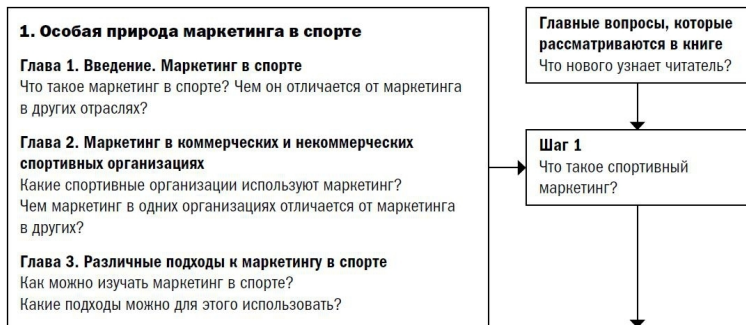 1. Особая природа маркетинга в спорте
Глава 1. Введение. Маркетинг в спорте
Что такое маркетинг в спорте? Чем он отличается от маркетинга
в других отраслях?
Глава 2. Маркетинг в коммерческих и некоммерческих
спортивных организациях
Какие спортивные организации используют маркетинг?
Чем маркетинг в одних организациях отличается от маркетинга
в других?
Глава 3. Различные подходы к маркетингу в спорте
Как можно изучать маркетинг в спорте?
Какие подходы можно для этого использовать?
Главные вопросы, которые
рассматриваются в книге
Что нового узнает читатель?
Шаг 1
Что такое спортивный
маркетинг?